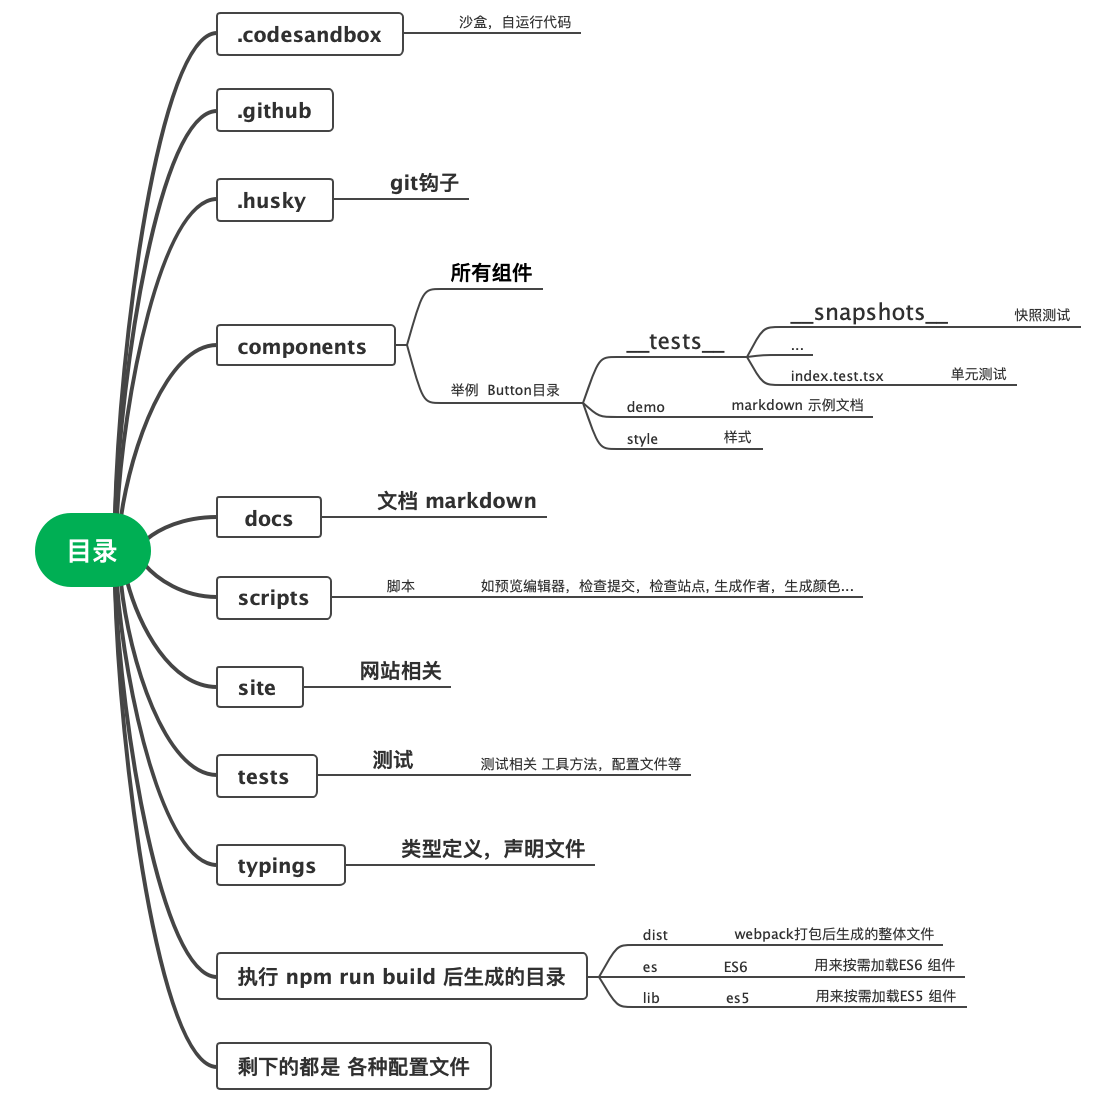 目录
.codesandbox
沙盒，自运行代码
.github
.husky
git钩子
components
所有组件
举例  Button目录
__tests__
__snapshots__
快照测试
...
index.test.tsx
单元测试
demo
markdown 示例文档
style
样式
docs
文档 markdown
scripts
脚本
如预览编辑器，检查提交，检查站点, 生成作者，生成颜色...
site
网站相关
tests
测试
测试相关 工具方法，配置文件等
typings
类型定义，声明文件
执行 npm run build 后生成的目录
dist
webpack打包后生成的整体文件
es
ES6
用来按需加载ES6 组件
lib
es5
用来按需加载ES5 组件
剩下的都是 各种配置文件